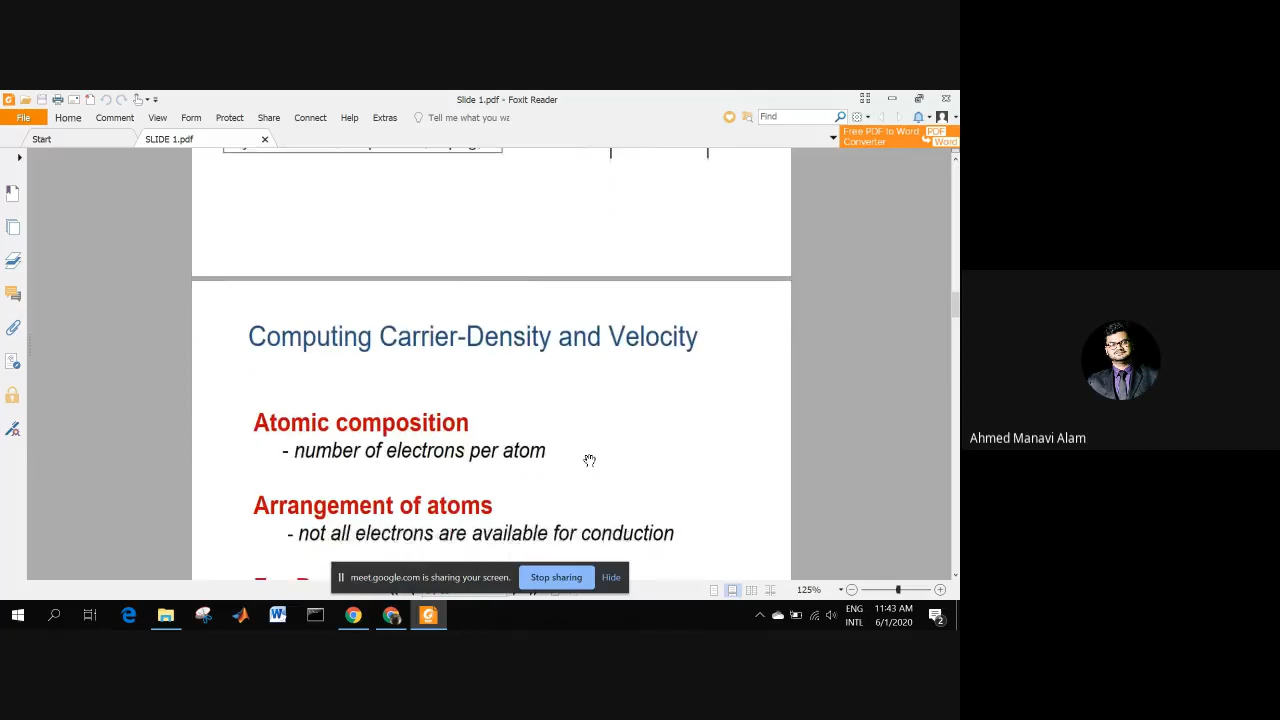 Slide 1.pdf - Foxit Reader
File Home Comment View Form Protect Share Connect Help Extras Tell me what you wa Find
Free PDF to Word
Converter
PDF
Word
Start SLIDE 1.pdf
Computing Carrier-Density and Velocity
Atomic composition
- number of electrons per atom
Arrangement of atoms
- not all electrons are available for conduction
Ahmed Manavi Alam
meet.google.com is sharing your screen. Stop sharing Hide
125%
ENG 11:43 AM
INTL 6/1/2020
2